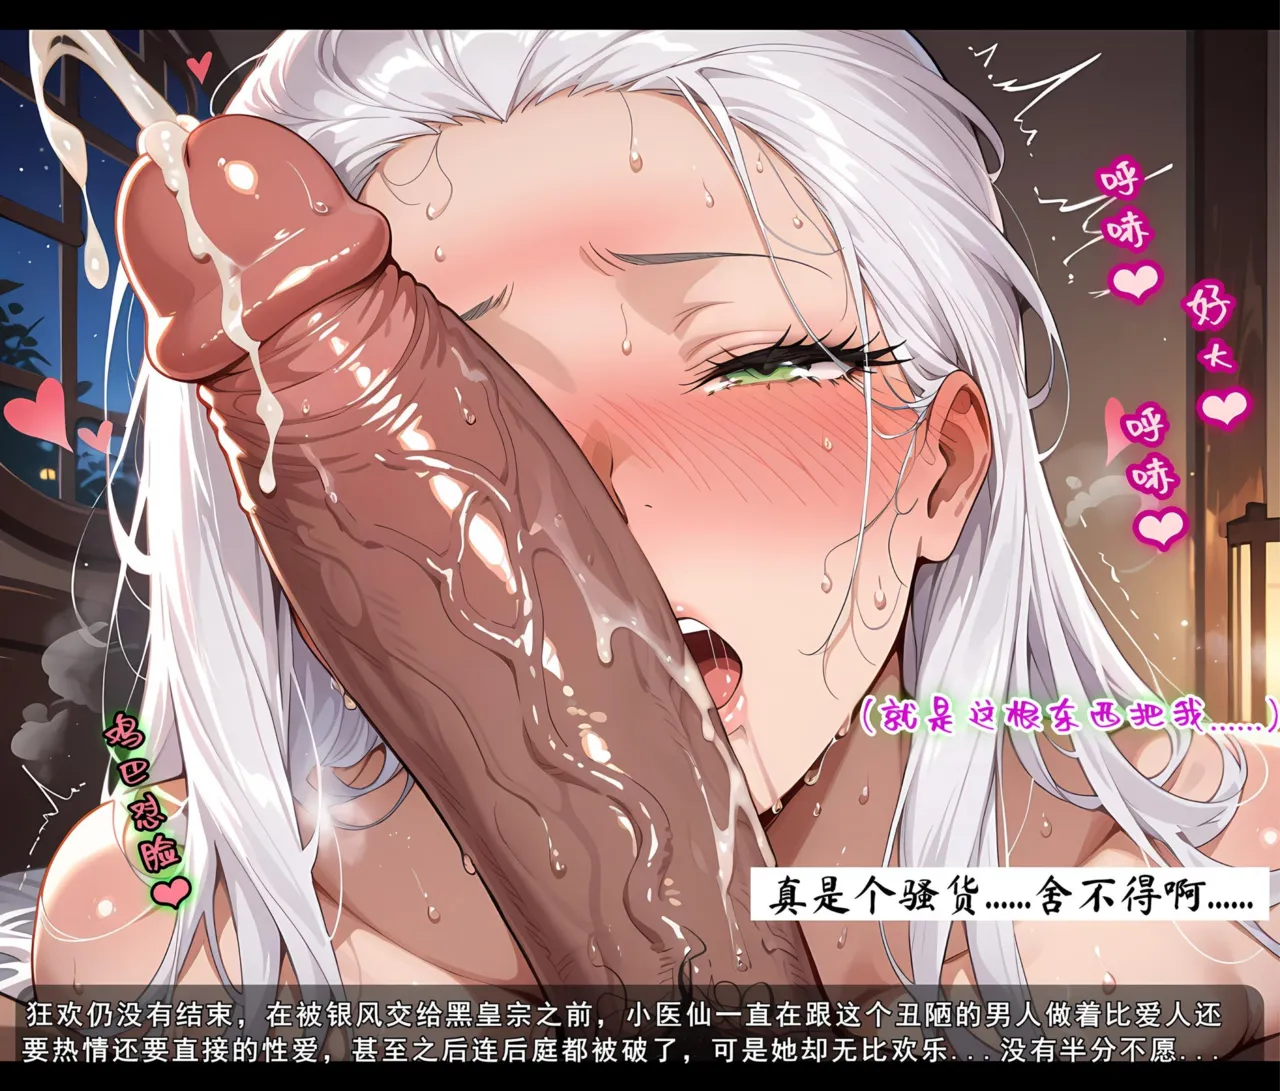 呼
哧
好
大
呼
哧
(就是这根东西把我......)
鸡
巴
怼
脸
真是个骚货......舍不得啊......
狂欢仍没有结束，在被银风交给黑皇宗之前，小医仙一直在跟这个丑陋的男人做着比爱人还
要热情还要直接的性爱，甚至之后连后庭都被破了，可是她却无比欢乐...没有半分不愿...